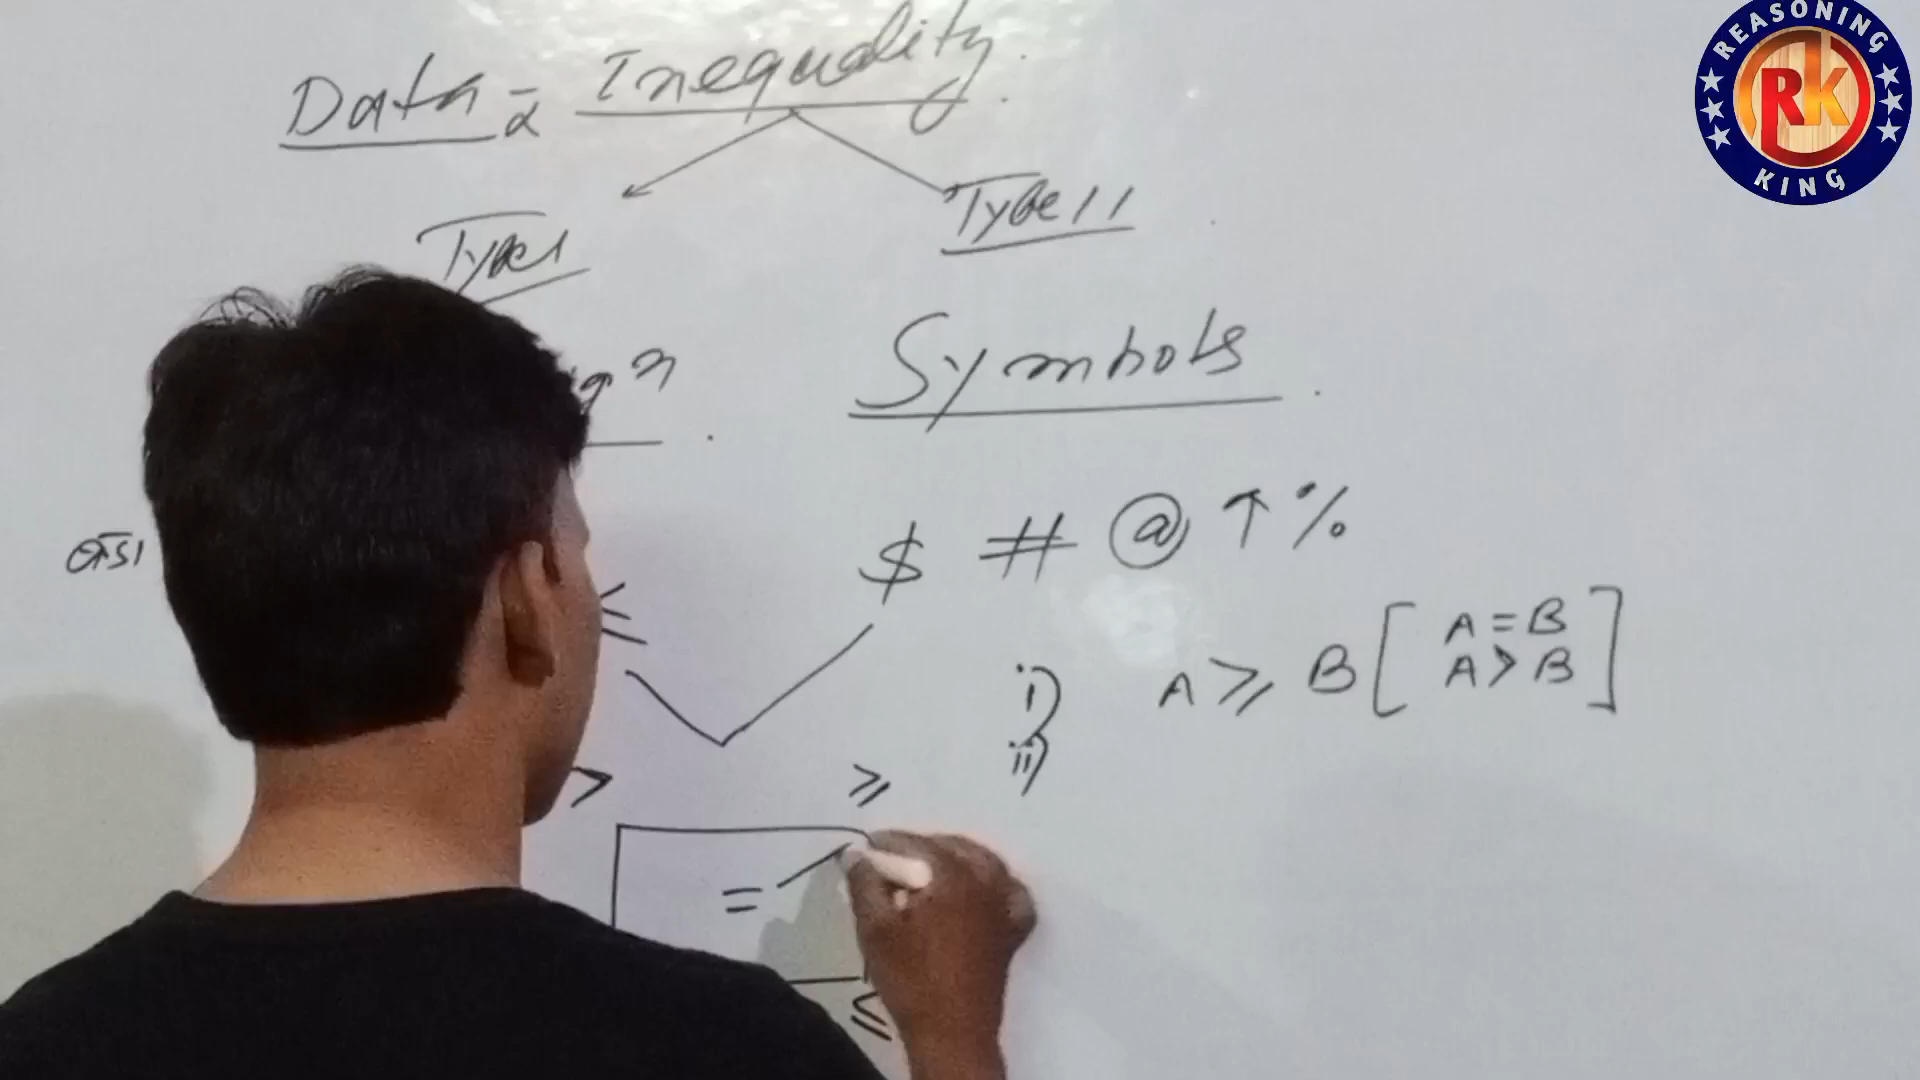 REASONING
RK
KING
Data = Inequality.
Type I Type II
Symbols
$ # @ ↑ %
i) A ≥ B [ A = B
A > B ]
ii)
> ≥
=
≤